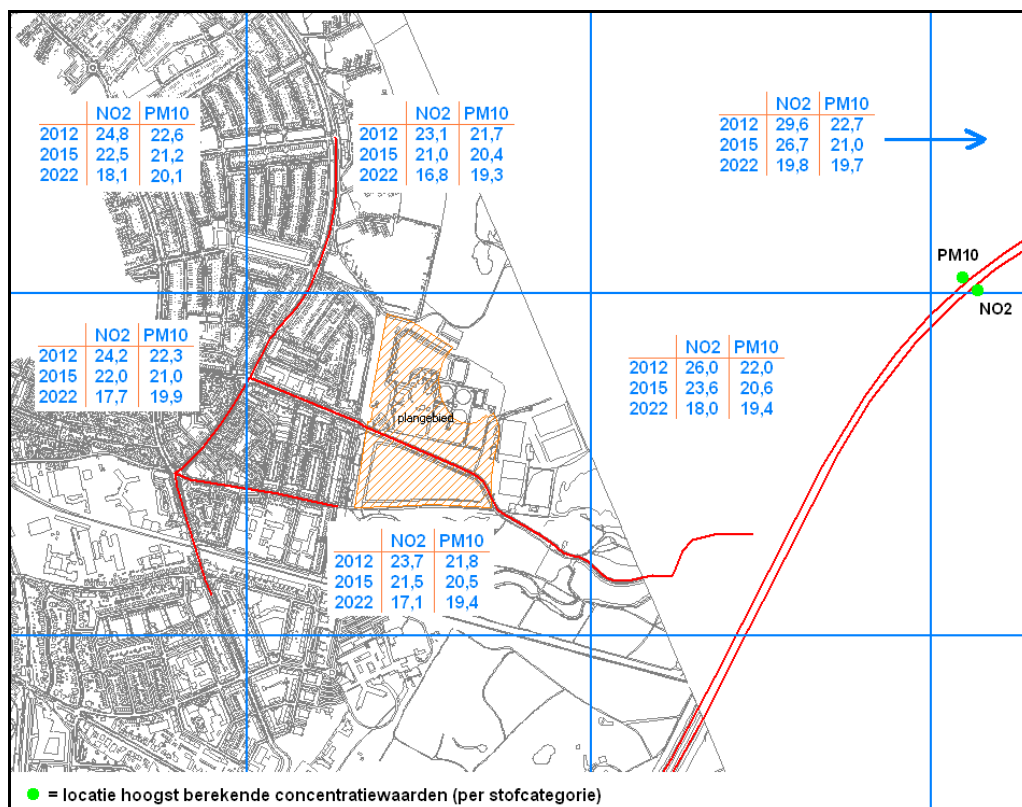 NO2 PM10
2012 24,8 22,6
2015 22,5 21,2
2022 18,1 20,1
NO2 PM10
2012 23,1 21,7
2015 21,0 20,4
2022 16,8 19,3
NO2 PM10
2012 29,6 22,7
2015 26,7 21,0
2022 19,8 19,7
PM10
NO2
NO2 PM10
2012 24,2 22,3
2015 22,0 21,0
2022 17,7 19,9
NO2 PM10
2012 26,0 22,0
2015 23,6 20,6
2022 18,0 19,4
plangebied
NO2 PM10
2012 23,7 21,8
2015 21,5 20,5
2022 17,1 19,4
= locatie hoogst berekende concentratiewaarden (per stofcategorie)